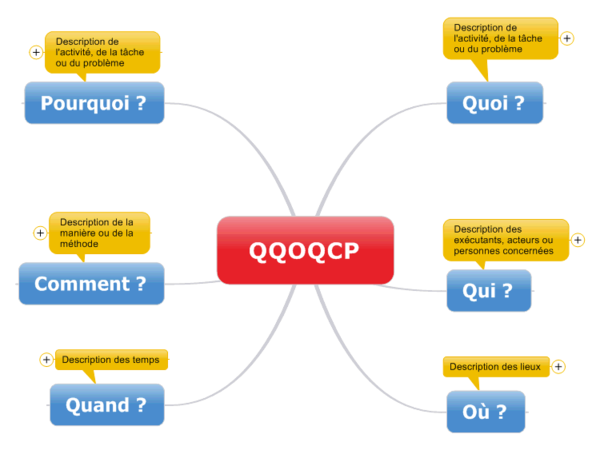 Description de
l'activité, de la tâche
ou du problème
Pourquoi ?
Description de
l'activité, de la tâche
ou du problème
Quoi ?
Description de la
manière ou de la
méthode
Comment ?
QQOQCP
Description des
exécutants, acteurs ou
personnes concernées
Qui ?
Description des temps
Quand ?
Description des lieux
Où ?